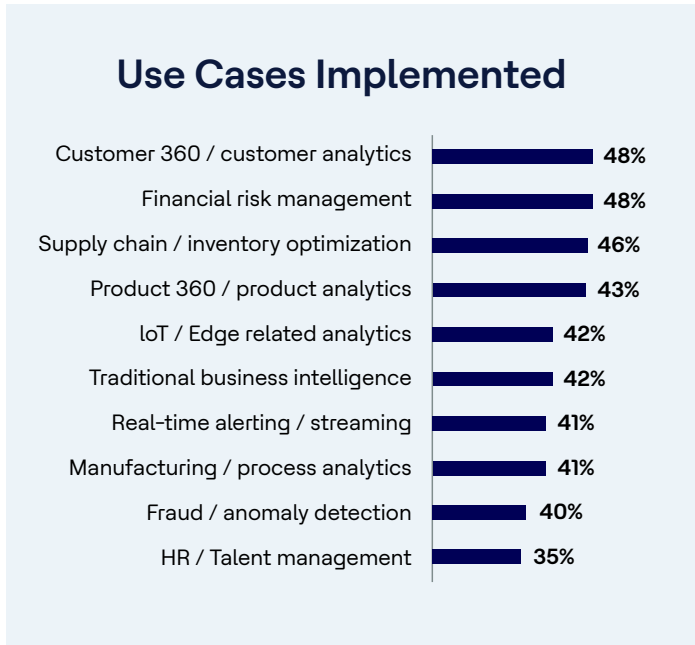 Use Cases Implemented
Customer 360 / customer analytics 48%
Financial risk management 48%
Supply chain / inventory optimization 46%
Product 360 / product analytics 43%
IoT / Edge related analytics 42%
Traditional business intelligence 42%
Real-time alerting / streaming 41%
Manufacturing / process analytics 41%
Fraud / anomaly detection 40%
HR / Talent management 35%